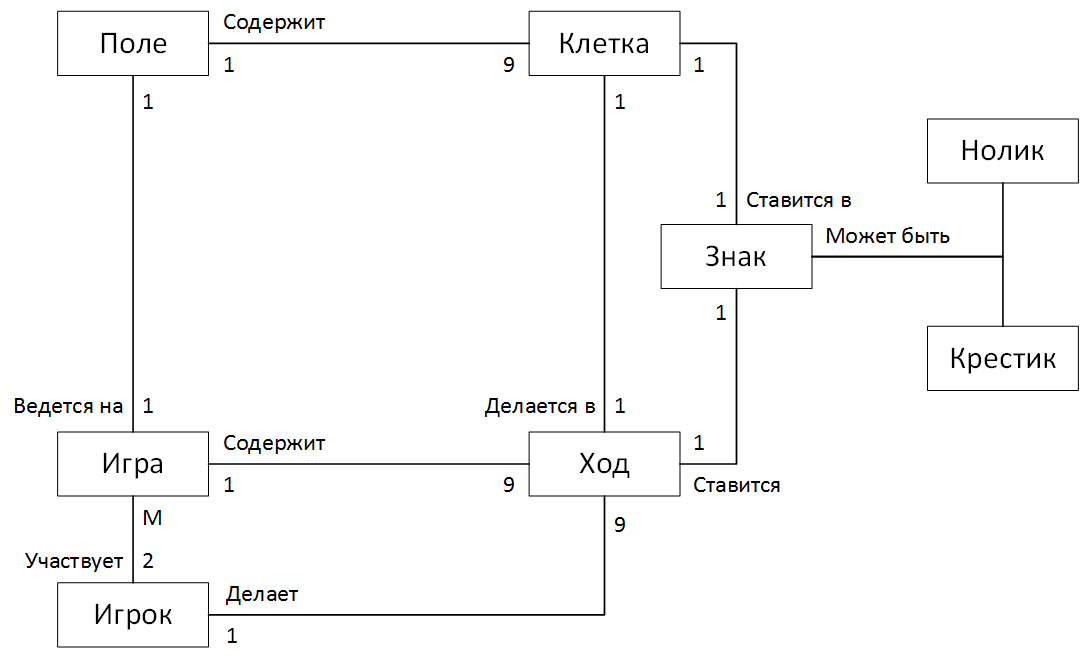 Содержит
Поле
Клетка
1
9
1
1
1
Нолик
1
Ставится в
Может быть
Знак
1
Крестик
Ведется на
1
Делается в
1
Содержит
1
Игра
Ход
1
9
Ставится
М
9
Участвует
2
Делает
Игрок
1